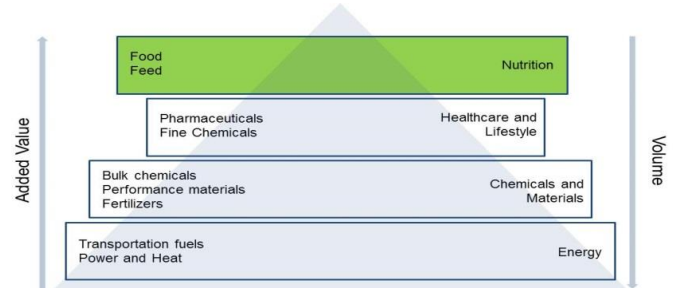 Food
Feed
Nutrition
Pharmaceuticals
Fine Chemicals
Healthcare and
Lifestyle
Bulk chemicals
Performance materials
Fertilizers
Chemicals and
Materials
Transportation fuels
Power and Heat
Energy
Added Value
Volume